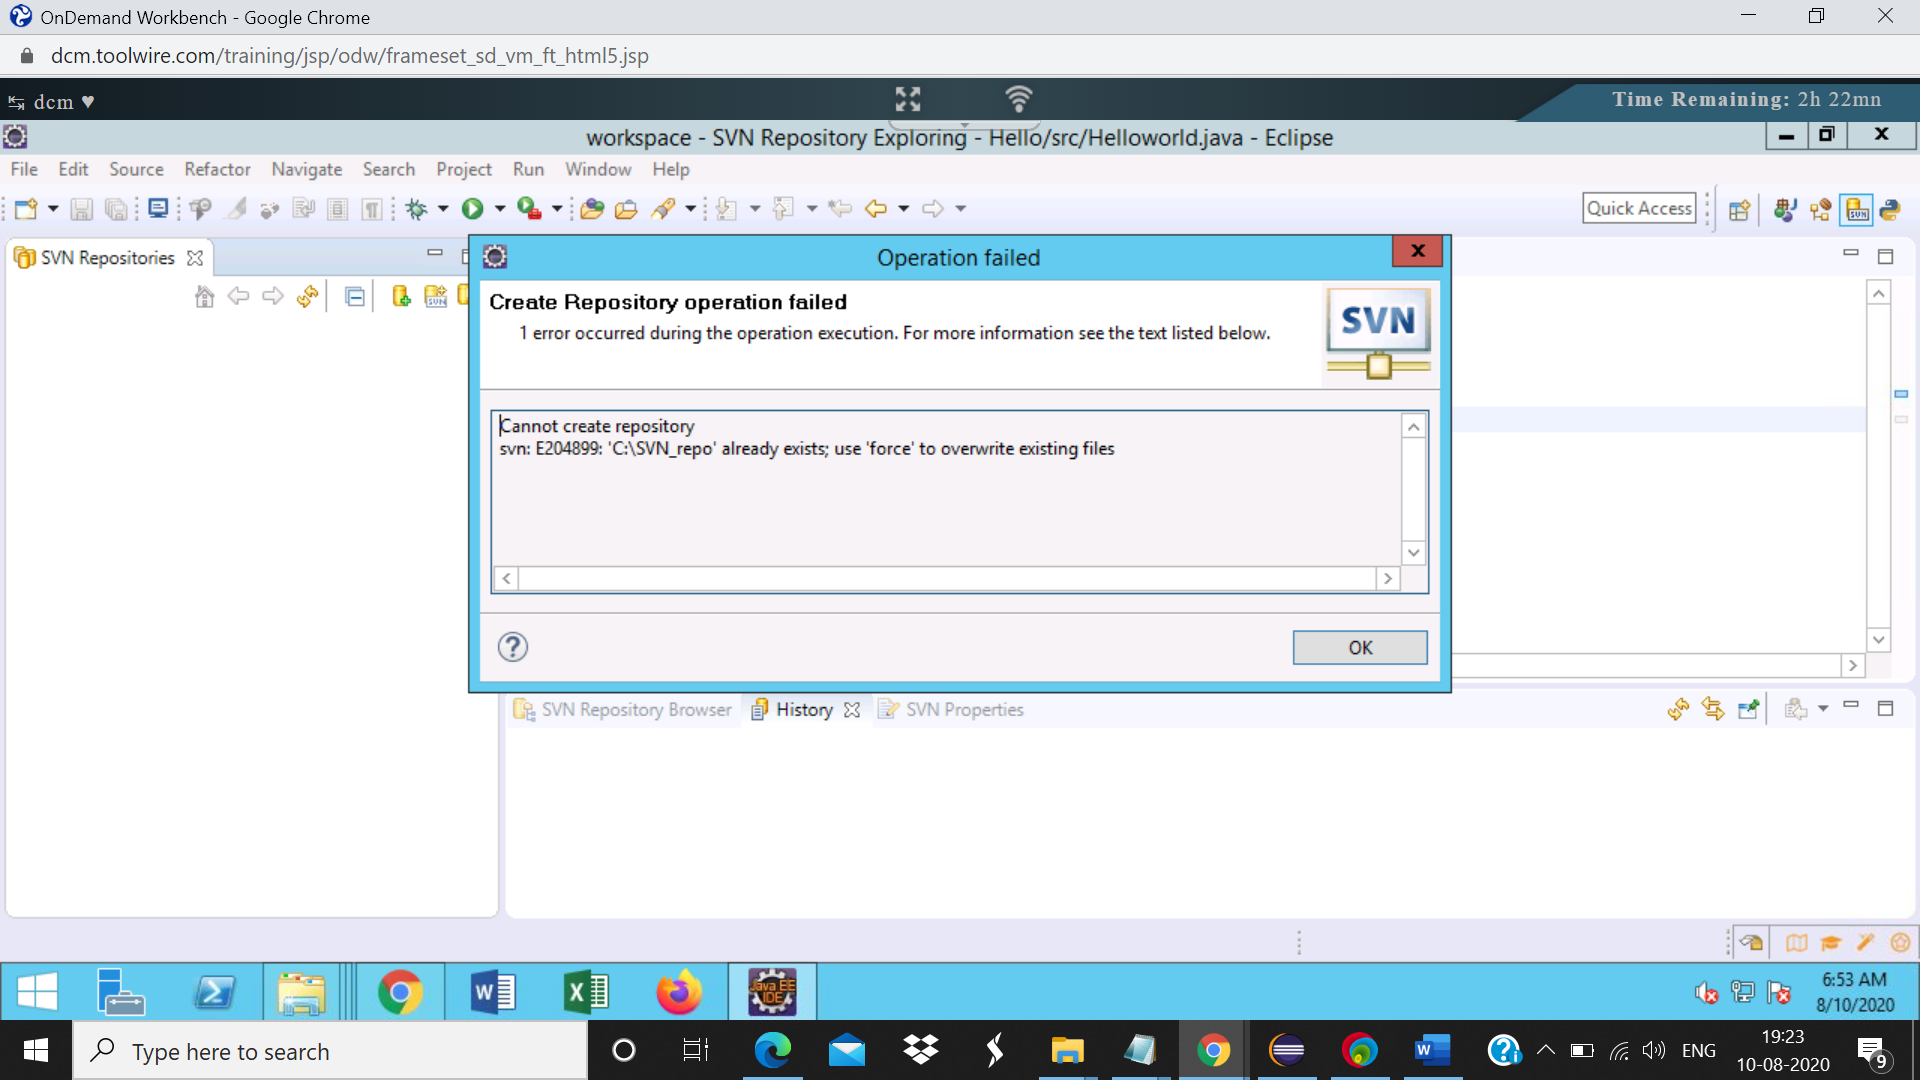 OnDemand Workbench - Google Chrome
dcm.toolwire.com/training/jsp/odw/frameset_sd_vm_ft_html5.jsp
dcm ♥
Time Remaining: 2h 22mn
workspace - SVN Repository Exploring - Hello/src/Helloworld.java - Eclipse
File Edit Source Refactor Navigate Search Project Run Window Help
Quick Access
SVN
SVN Repositories
SVN
Operation failed
Create Repository operation failed
1 error occurred during the operation execution. For more information see the text listed below.
SVN
Cannot create repository
svn: E204899: 'C:\SVN_repo' already exists; use 'force' to overwrite existing files
OK
SVN Repository Browser
History
SVN Properties
Java EE
IDE
6:53 AM
8/10/2020
Type here to search
ENG
19:23
10-08-2020
9